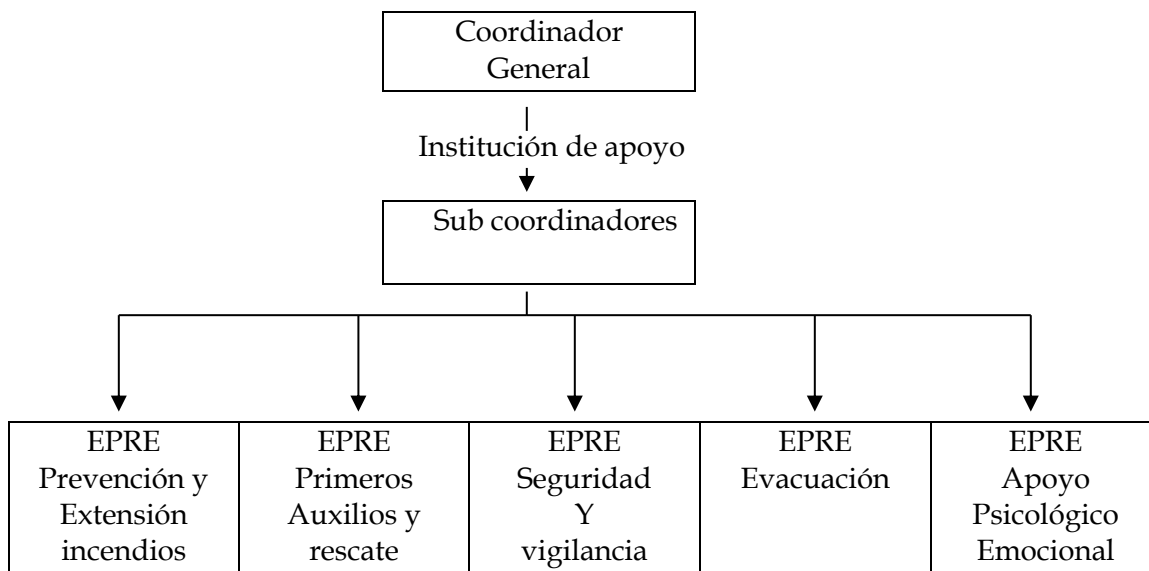 Coordinador
General
Institución de apoyo
Sub coordinadores
EPRE
Prevención y
Extensión
incendios
EPRE
Primeros
Auxilios y
rescate
EPRE
Seguridad
Y
vigilancia
EPRE
Evacuación
EPRE
Apoyo
Psicológico
Emocional